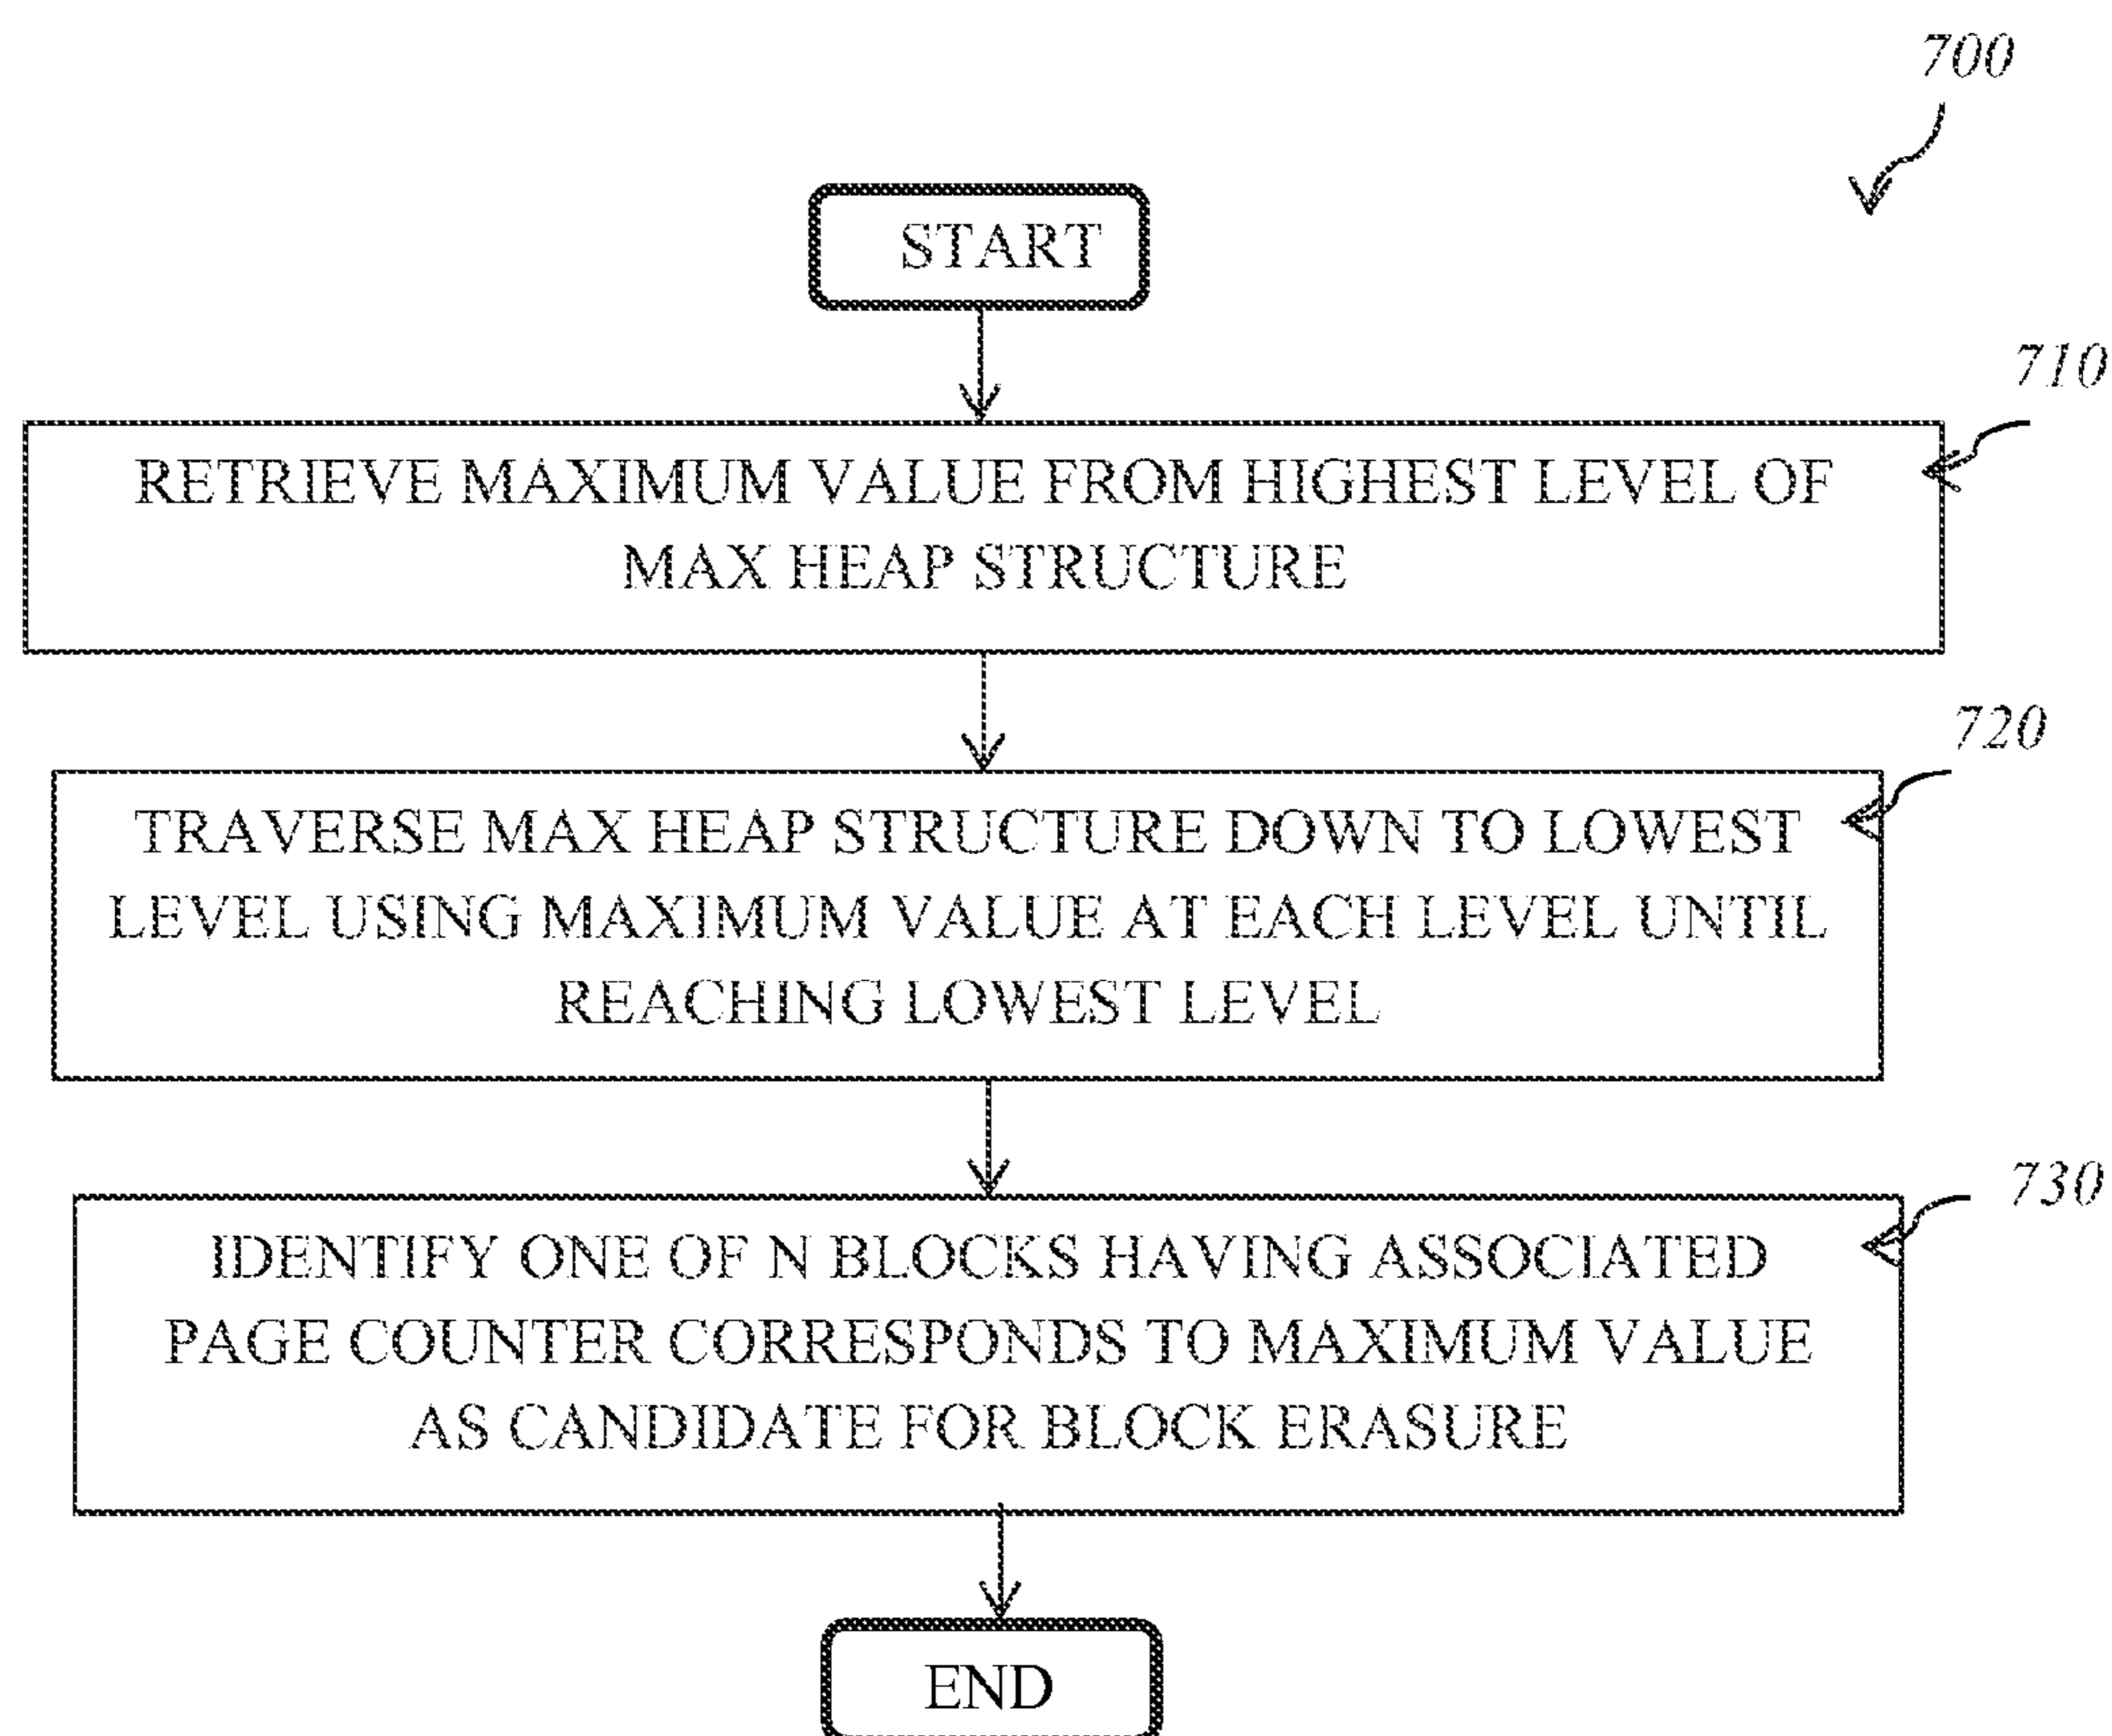 700
START
710
RETRIEVE MAXIMUM VALUE FROM HIGHEST LEVEL OF
MAX HEAP STRUCTURE
720
TRAVERSE MAX HEAP STRUCTURE DOWN TO LOWEST
LEVEL USING MAXIMUM VALUE AT EACH LEVEL UNTIL
REACHING LOWEST LEVEL
730
IDENTIFY ONE OF N BLOCKS HAVING ASSOCIATED
PAGE COUNTER CORRESPONDS TO MAXIMUM VALUE
AS CANDIDATE FOR BLOCK ERASURE
END